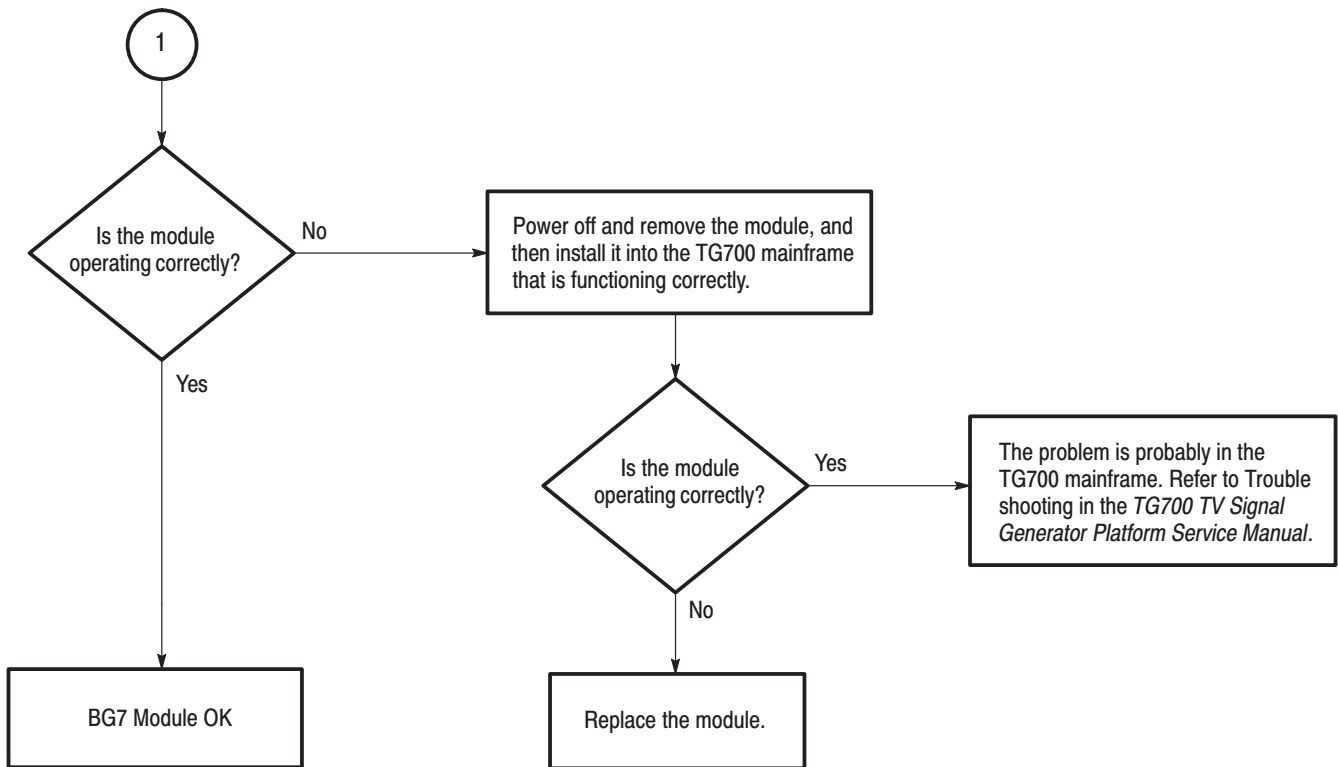 1
Is the module
operating correctly?
No
Yes
Power off and remove the module, and
then install it into the TG700 mainframe
that is functioning correctly.
Is the module
operating correctly?
Yes
No
The problem is probably in the
TG700 mainframe. Refer to Trouble
shooting in the TG700 TV Signal
Generator Platform Service Manual.
BG7 Module OK
Replace the module.